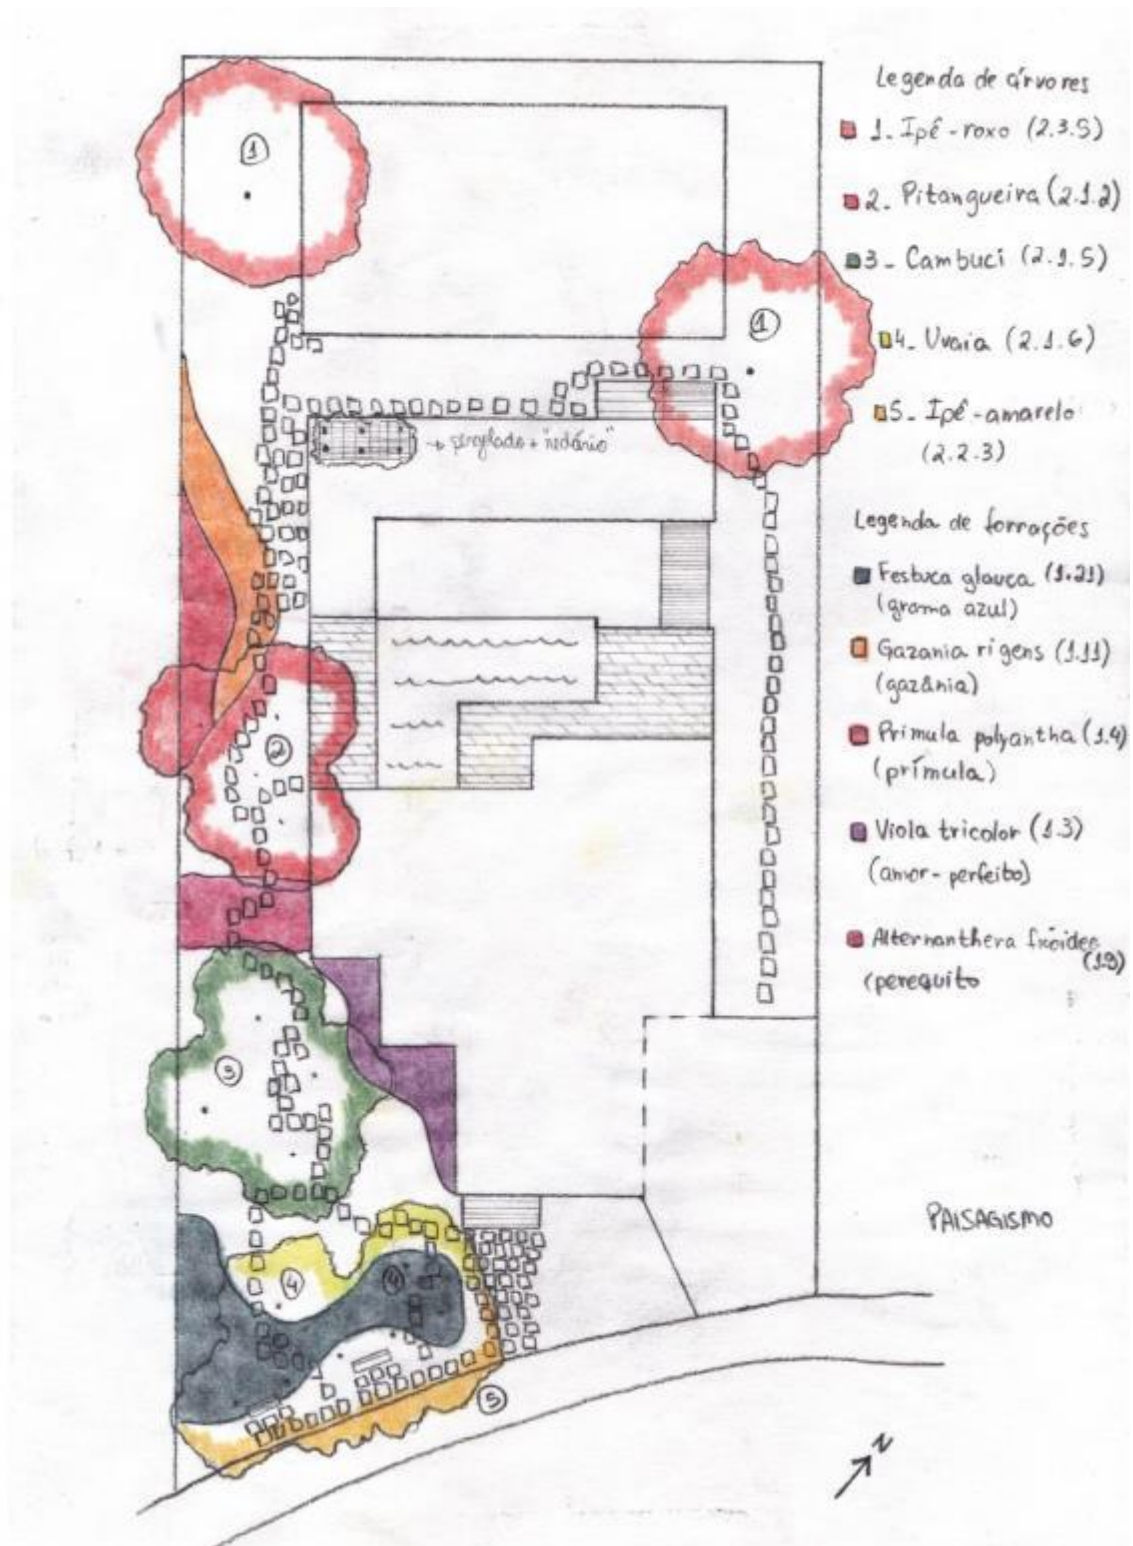 Legenda de árvores
1- Ipê-roxo (2.3.5)
2- Pitangueira (2.1.2)
3- Cambuci (2.1.5)
4- Uvaia (2.1.6)
5- Ipê-amarelo
(2.2.3)
Legenda de forrações
Festuca glauca (1.21)
(grama azul)
Gazania rigens (1.11)
(gazânia)
Primula polyantha (1.4)
(prímula)
Viola tricolor (1.3)
(amor-perfeito)
Alternanthera ficoidea
(1.9)
(perequito
1
1
→ pergolado + "redário"
2
3
4
4
5
PAISAGISMO
N